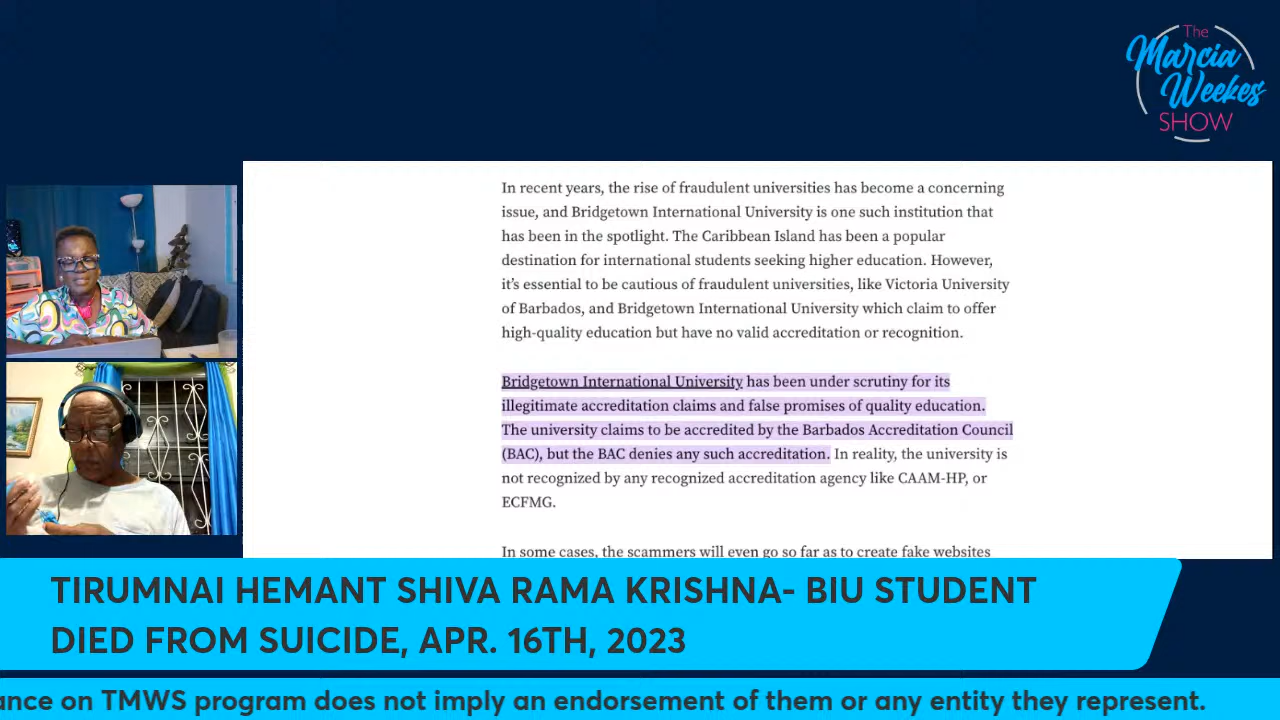 The
Marcia
Weekes
SHOW
In recent years, the rise of fraudulent universities has become a concerning
issue, and Bridgetown International University is one such institution that
has been in the spotlight. The Caribbean Island has been a popular
destination for international students seeking higher education. However,
it’s essential to be cautious of fraudulent universities, like Victoria University
of Barbados, and Bridgetown International University which claim to offer
high-quality education but have no valid accreditation or recognition.
Bridgetown International University has been under scrutiny for its
illegitimate accreditation claims and false promises of quality education.
The university claims to be accredited by the Barbados Accreditation Council
(BAC), but the BAC denies any such accreditation. In reality, the university is
not recognized by any recognized accreditation agency like CAAM-HP, or
ECFMG.
In some cases, the scammers will even go so far as to create fake websites
TIRUMNAI HEMANT SHIVA RAMA KRISHNA- BIU STUDENT
DIED FROM SUICIDE, APR. 16TH, 2023
ance on TMWS program does not imply an endorsement of them or any entity they represent.